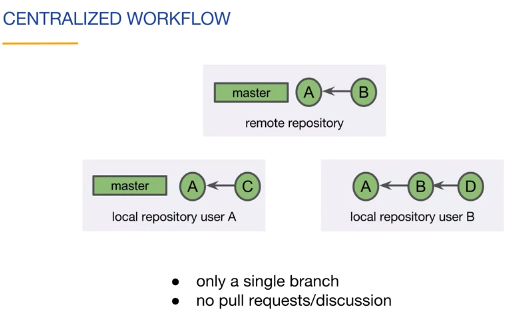 CENTRALIZED WORKFLOW
master A B
remote repository
master A C
local repository user A
A B D
local repository user B
● only a single branch
● no pull requests/discussion